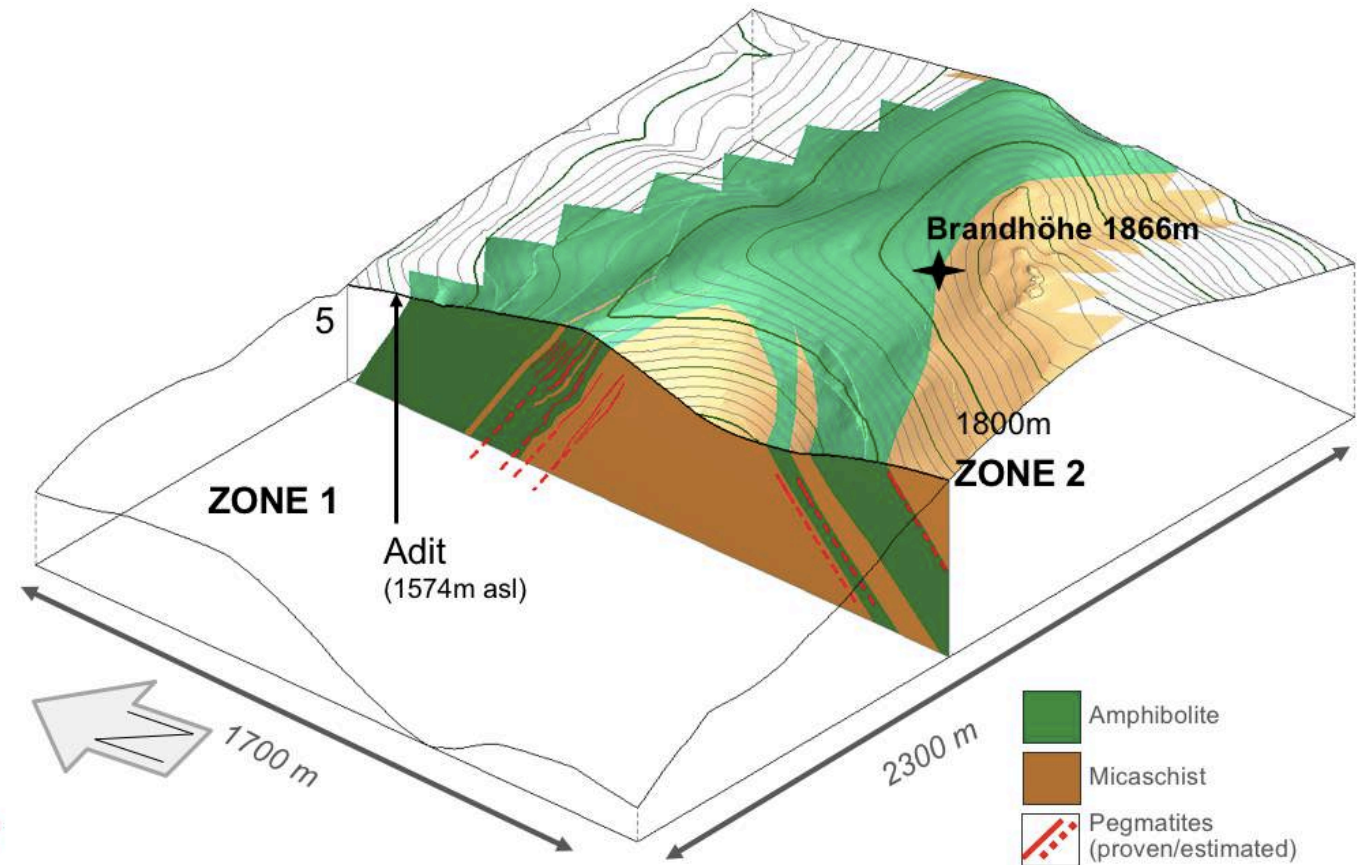 Brandhöhe 1866m
5
1800m
ZONE 2
ZONE 1
Adit
(1574m asl)
N
1700 m
2300 m
Amphibolite
Micaschist
Pegmatites
(proven/estimated)